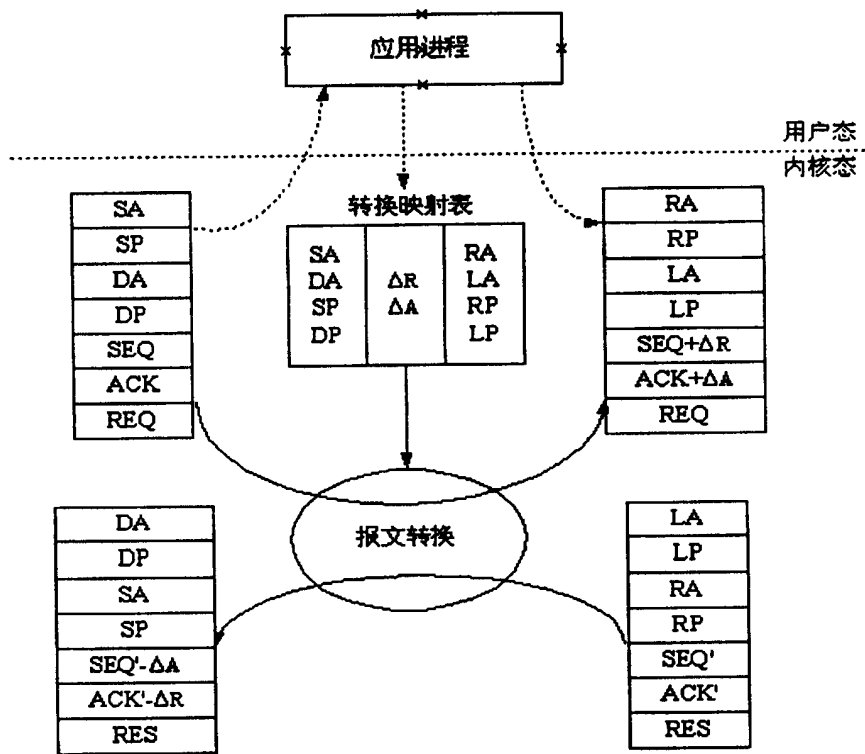 应用进程
用户态
内核态
SA
SP
DA
DP
SEQ
ACK
REQ
转换映射表
SA
DA
SP
DP
ΔR
ΔA
RA
LA
RP
LP
RA
RP
LA
LP
SEQ+ΔR
ACK+ΔA
REQ
报文转换
DA
DP
SA
SP
SEQ'-ΔA
ACK'-ΔR
RES
LA
LP
RA
RP
SEQ'
ACK'
RES